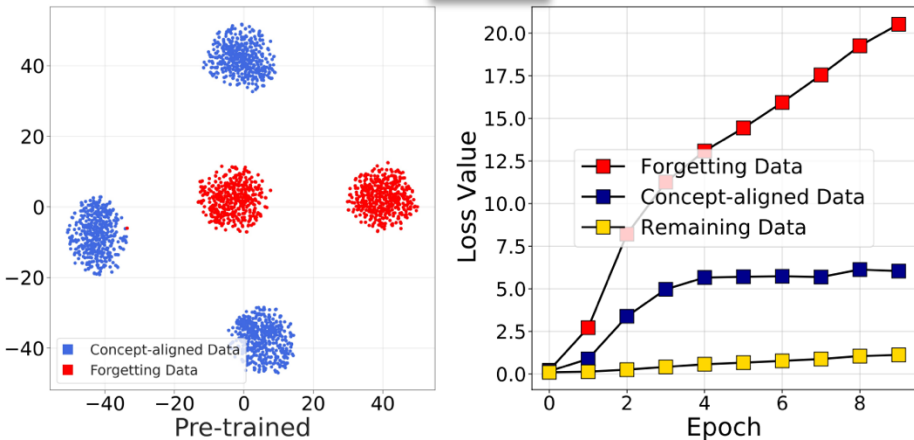 40
20
0
−20
−40
−40 −20 0 20 40
Concept-aligned Data
Forgetting Data
Pre-trained
Loss Value
20.0
17.5
15.0
12.5
10.0
7.5
5.0
2.5
0.0
Forgetting Data
Concept-aligned Data
Remaining Data
0 2 4 6 8
Epoch